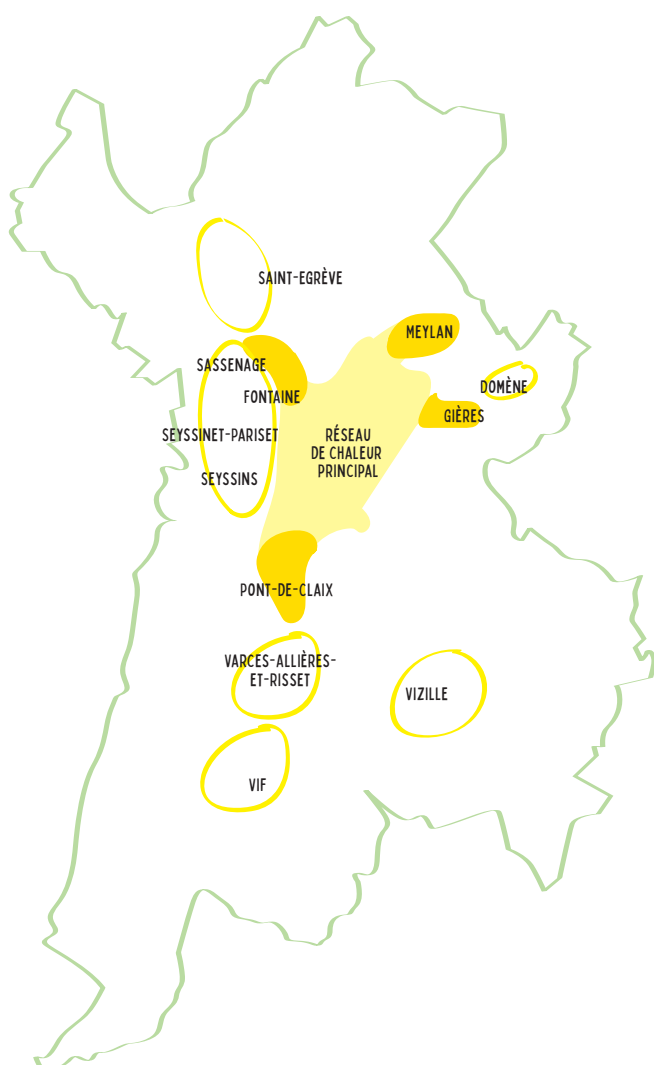 SAINT-EGRÈVE
MEYLAN
SASSENAGE
DOMÈNE
FONTAINE
GIÈRES
SEYSSINET-PARISET
RÉSEAU
DE CHALEUR
PRINCIPAL
SEYSSINS
PONT-DE-CLAIX
VARCES-ALLIÈRES-
ET-RISSET
VIZILLE
VIF